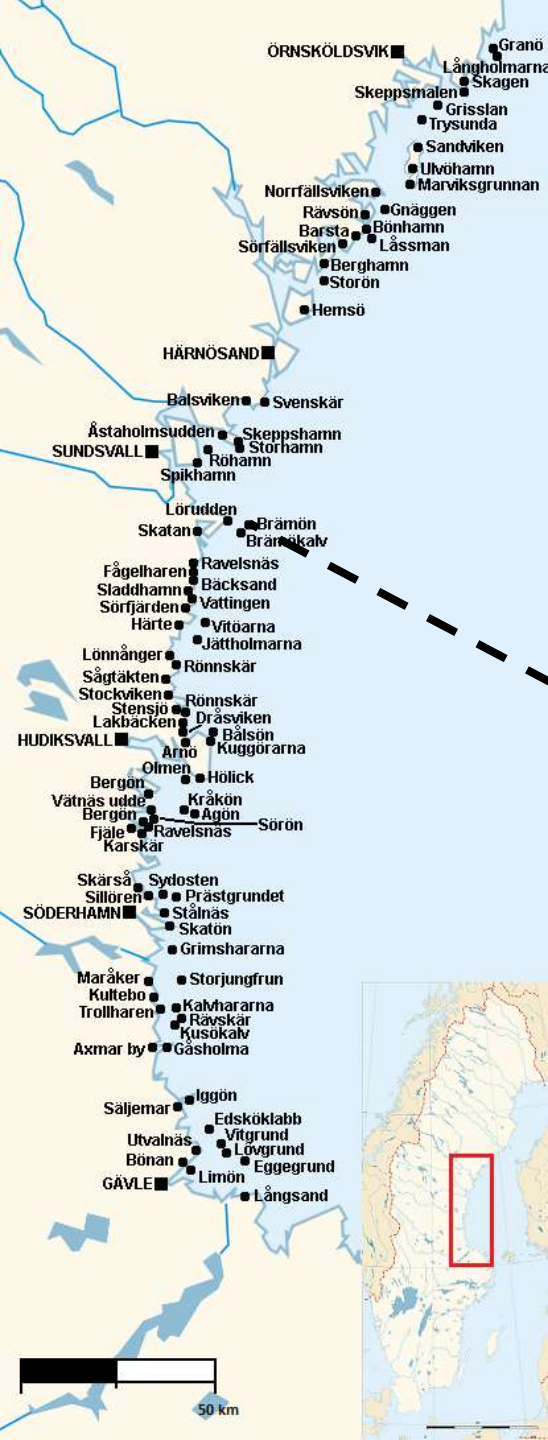 ÖRNSKÖLDSVIK
Granö
Långholmarna
Skagen
Skeppsmalen
Grisslan
Trysunda
Sandviken
Ulvöhamn
Marviksgrunnan
Norrfällsviken
Gnäggen
Rävsön
Bönhamn
Barsta
Låssman
Sörfällsviken
Berghamn
Storön
Hemsö
HÄRNÖSAND
Balsviken
Svenskär
Åstaholmsudden
Skeppshamn
Storhamn
SUNDSVALL
Röhamn
Spikhamn
Lörudden
Brämön
Skatan
Brämökalv
Ravelsnäs
Fågelharen
Bäcksand
Sladdhamn
Vattingen
Sörfjärden
Härte
Vitöarna
Jättholmarna
Lönnånger
Rönnskär
Sågtäkten
Stockviken
Rönnskär
Stensjö
Dråsviken
Lakbäcken
Bålsön
HUDIKSVALL
Kuggörarna
Arnö
Olmen
Hölick
Bergön
Vätnäs udde
Kråkön
Agön
Bergön
Sörön
Fjäle
Ravelsnäs
Karskär
Skärså
Sydosten
Sillören
Prästgrundet
SÖDERHAMN
Stålnäs
Skatön
Grimshararna
Maråker
Storjungfrun
Kultebo
Kalvhararna
Trollharen
Rävskär
Kusökalv
Axmar by
Gåsholma
Iggön
Säljemar
Edsköklabb
Vitgrund
Utvalnäs
Lövgrund
Bönan
Eggegrund
Limön
GÄVLE
Långsand
50 km